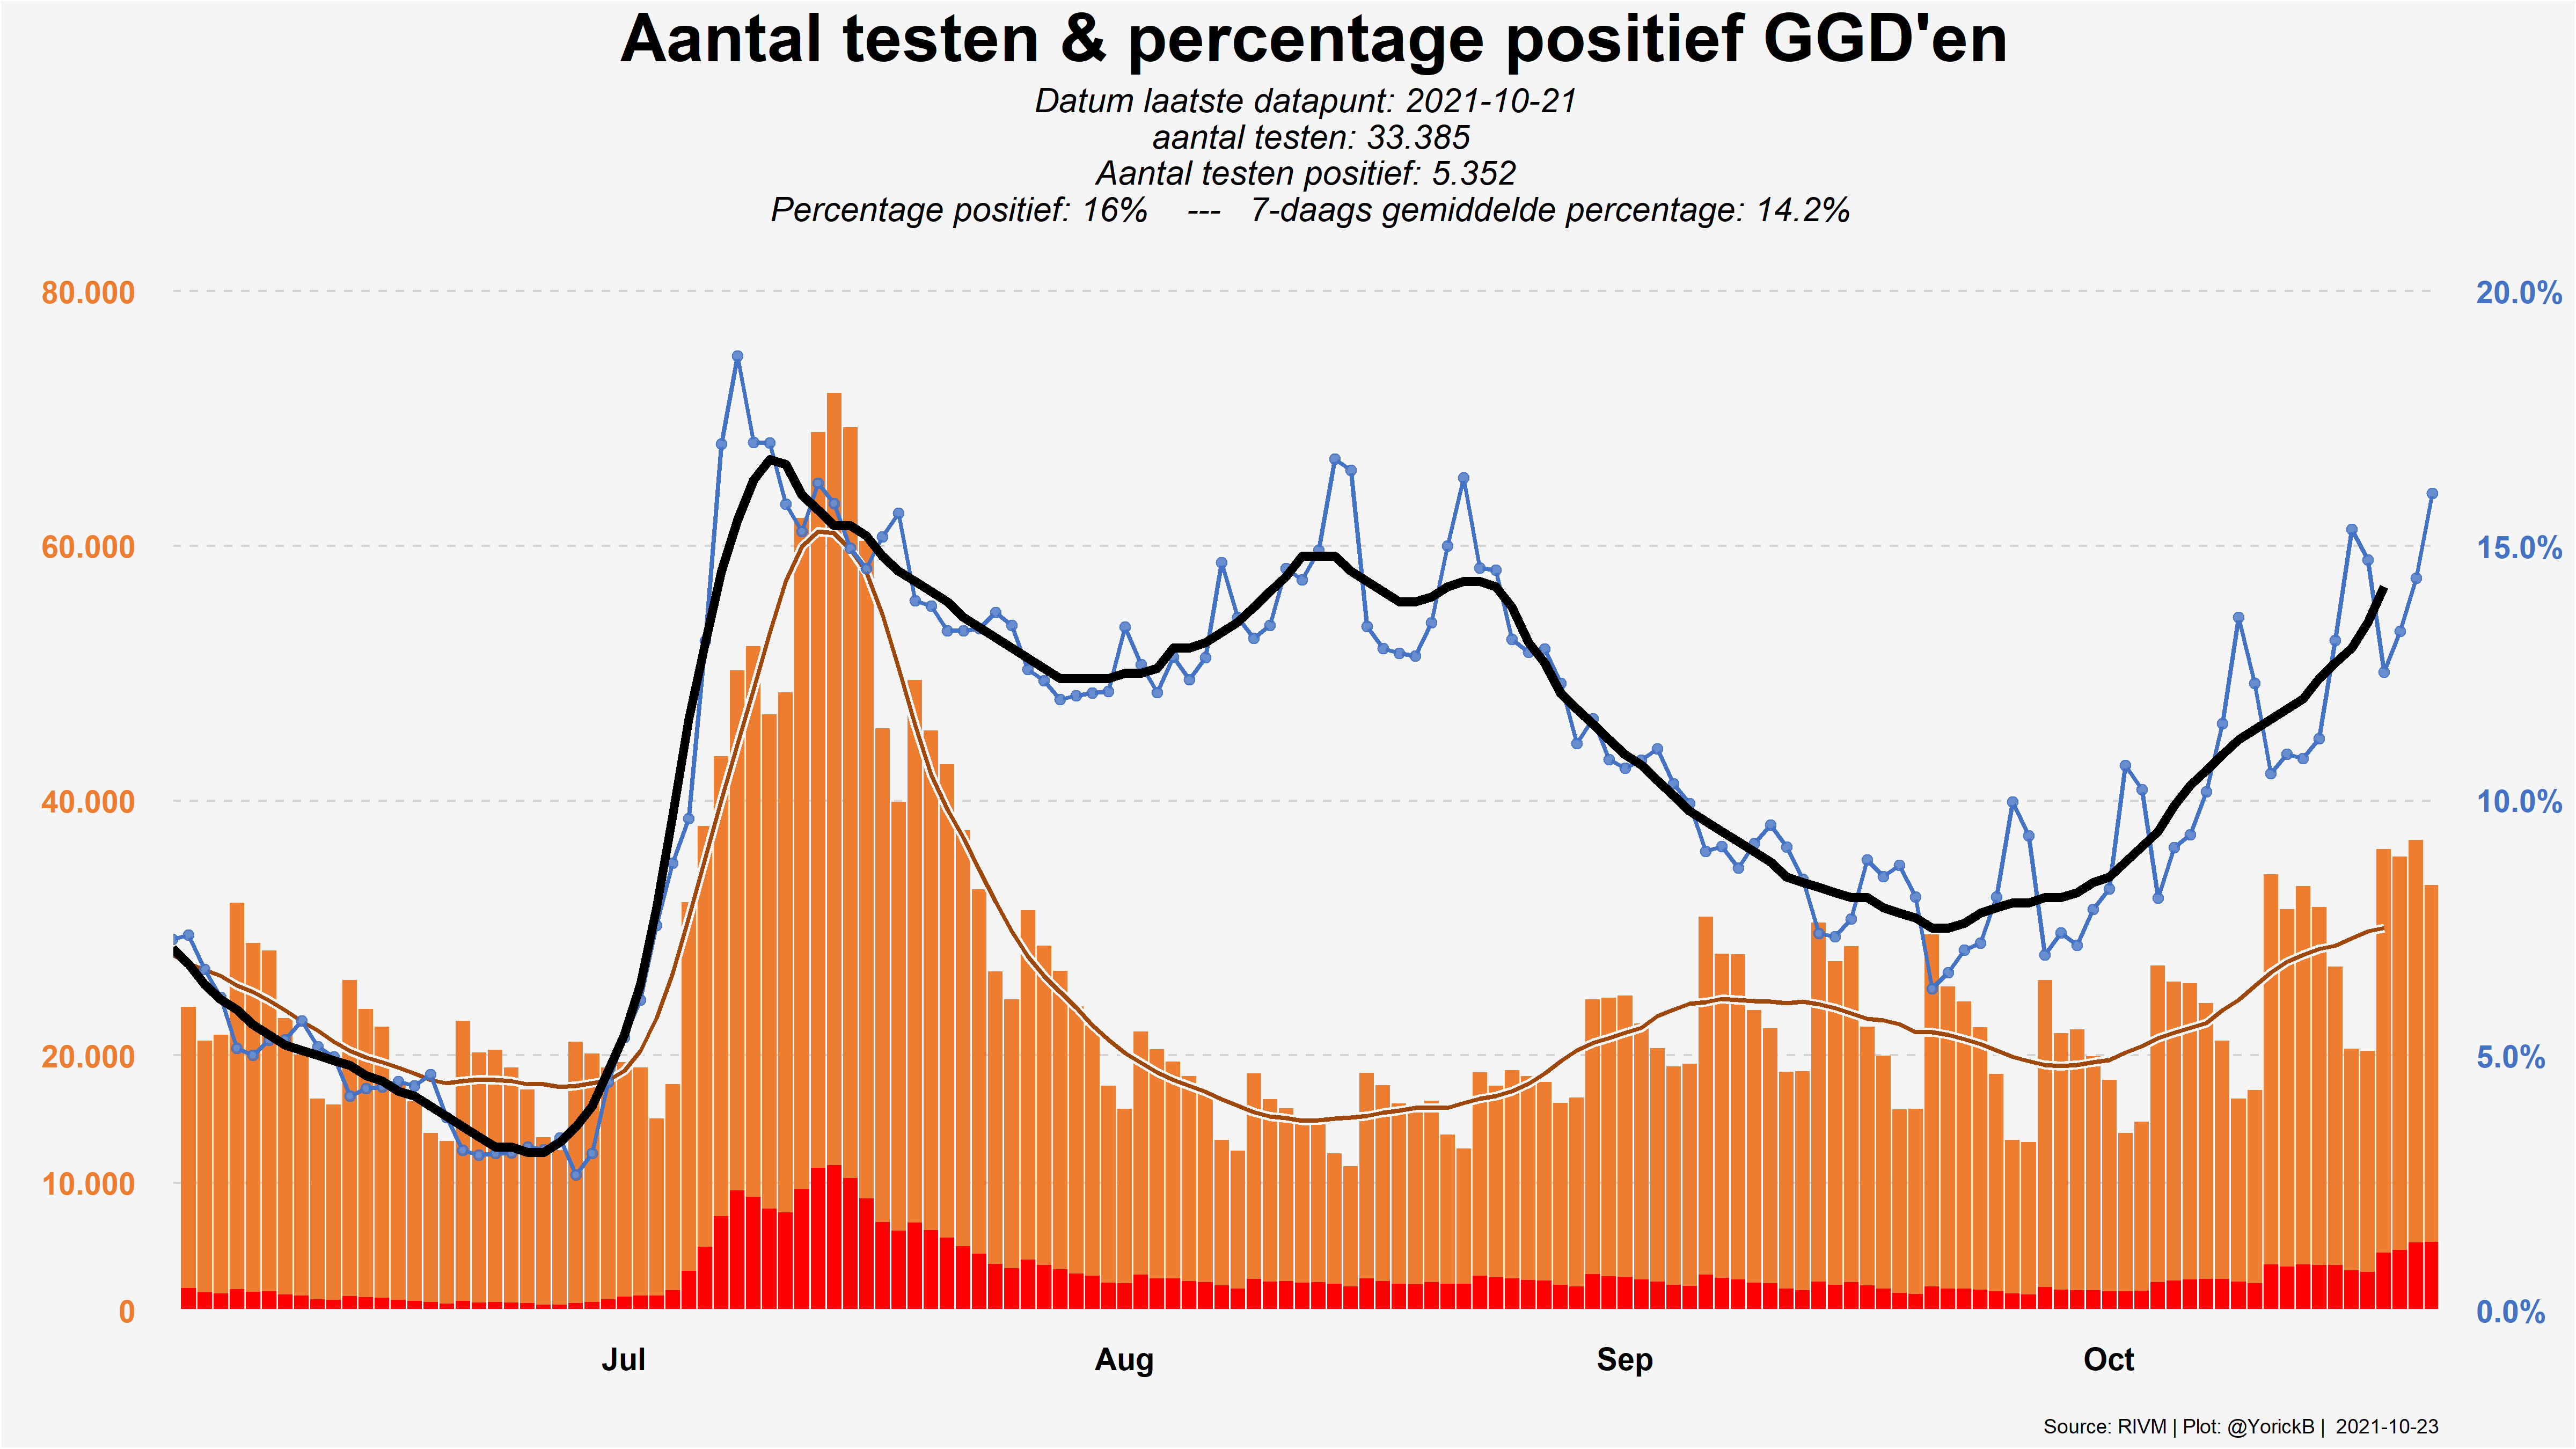 Aantal testen & percentage positief GGD'en
Datum laatste datapunt: 2021-10-21
aantal testen: 33.385
Aantal testen positief: 5.352
Percentage positief: 16% --- 7-daags gemiddelde percentage: 14.2%
80.000
20.0%
60.000
15.0%
40.000
10.0%
20.000
5.0%
10.000
0
0.0%
Jul
Aug
Sep
Oct
Source: RIVM | Plot: @YorickB | 2021-10-23